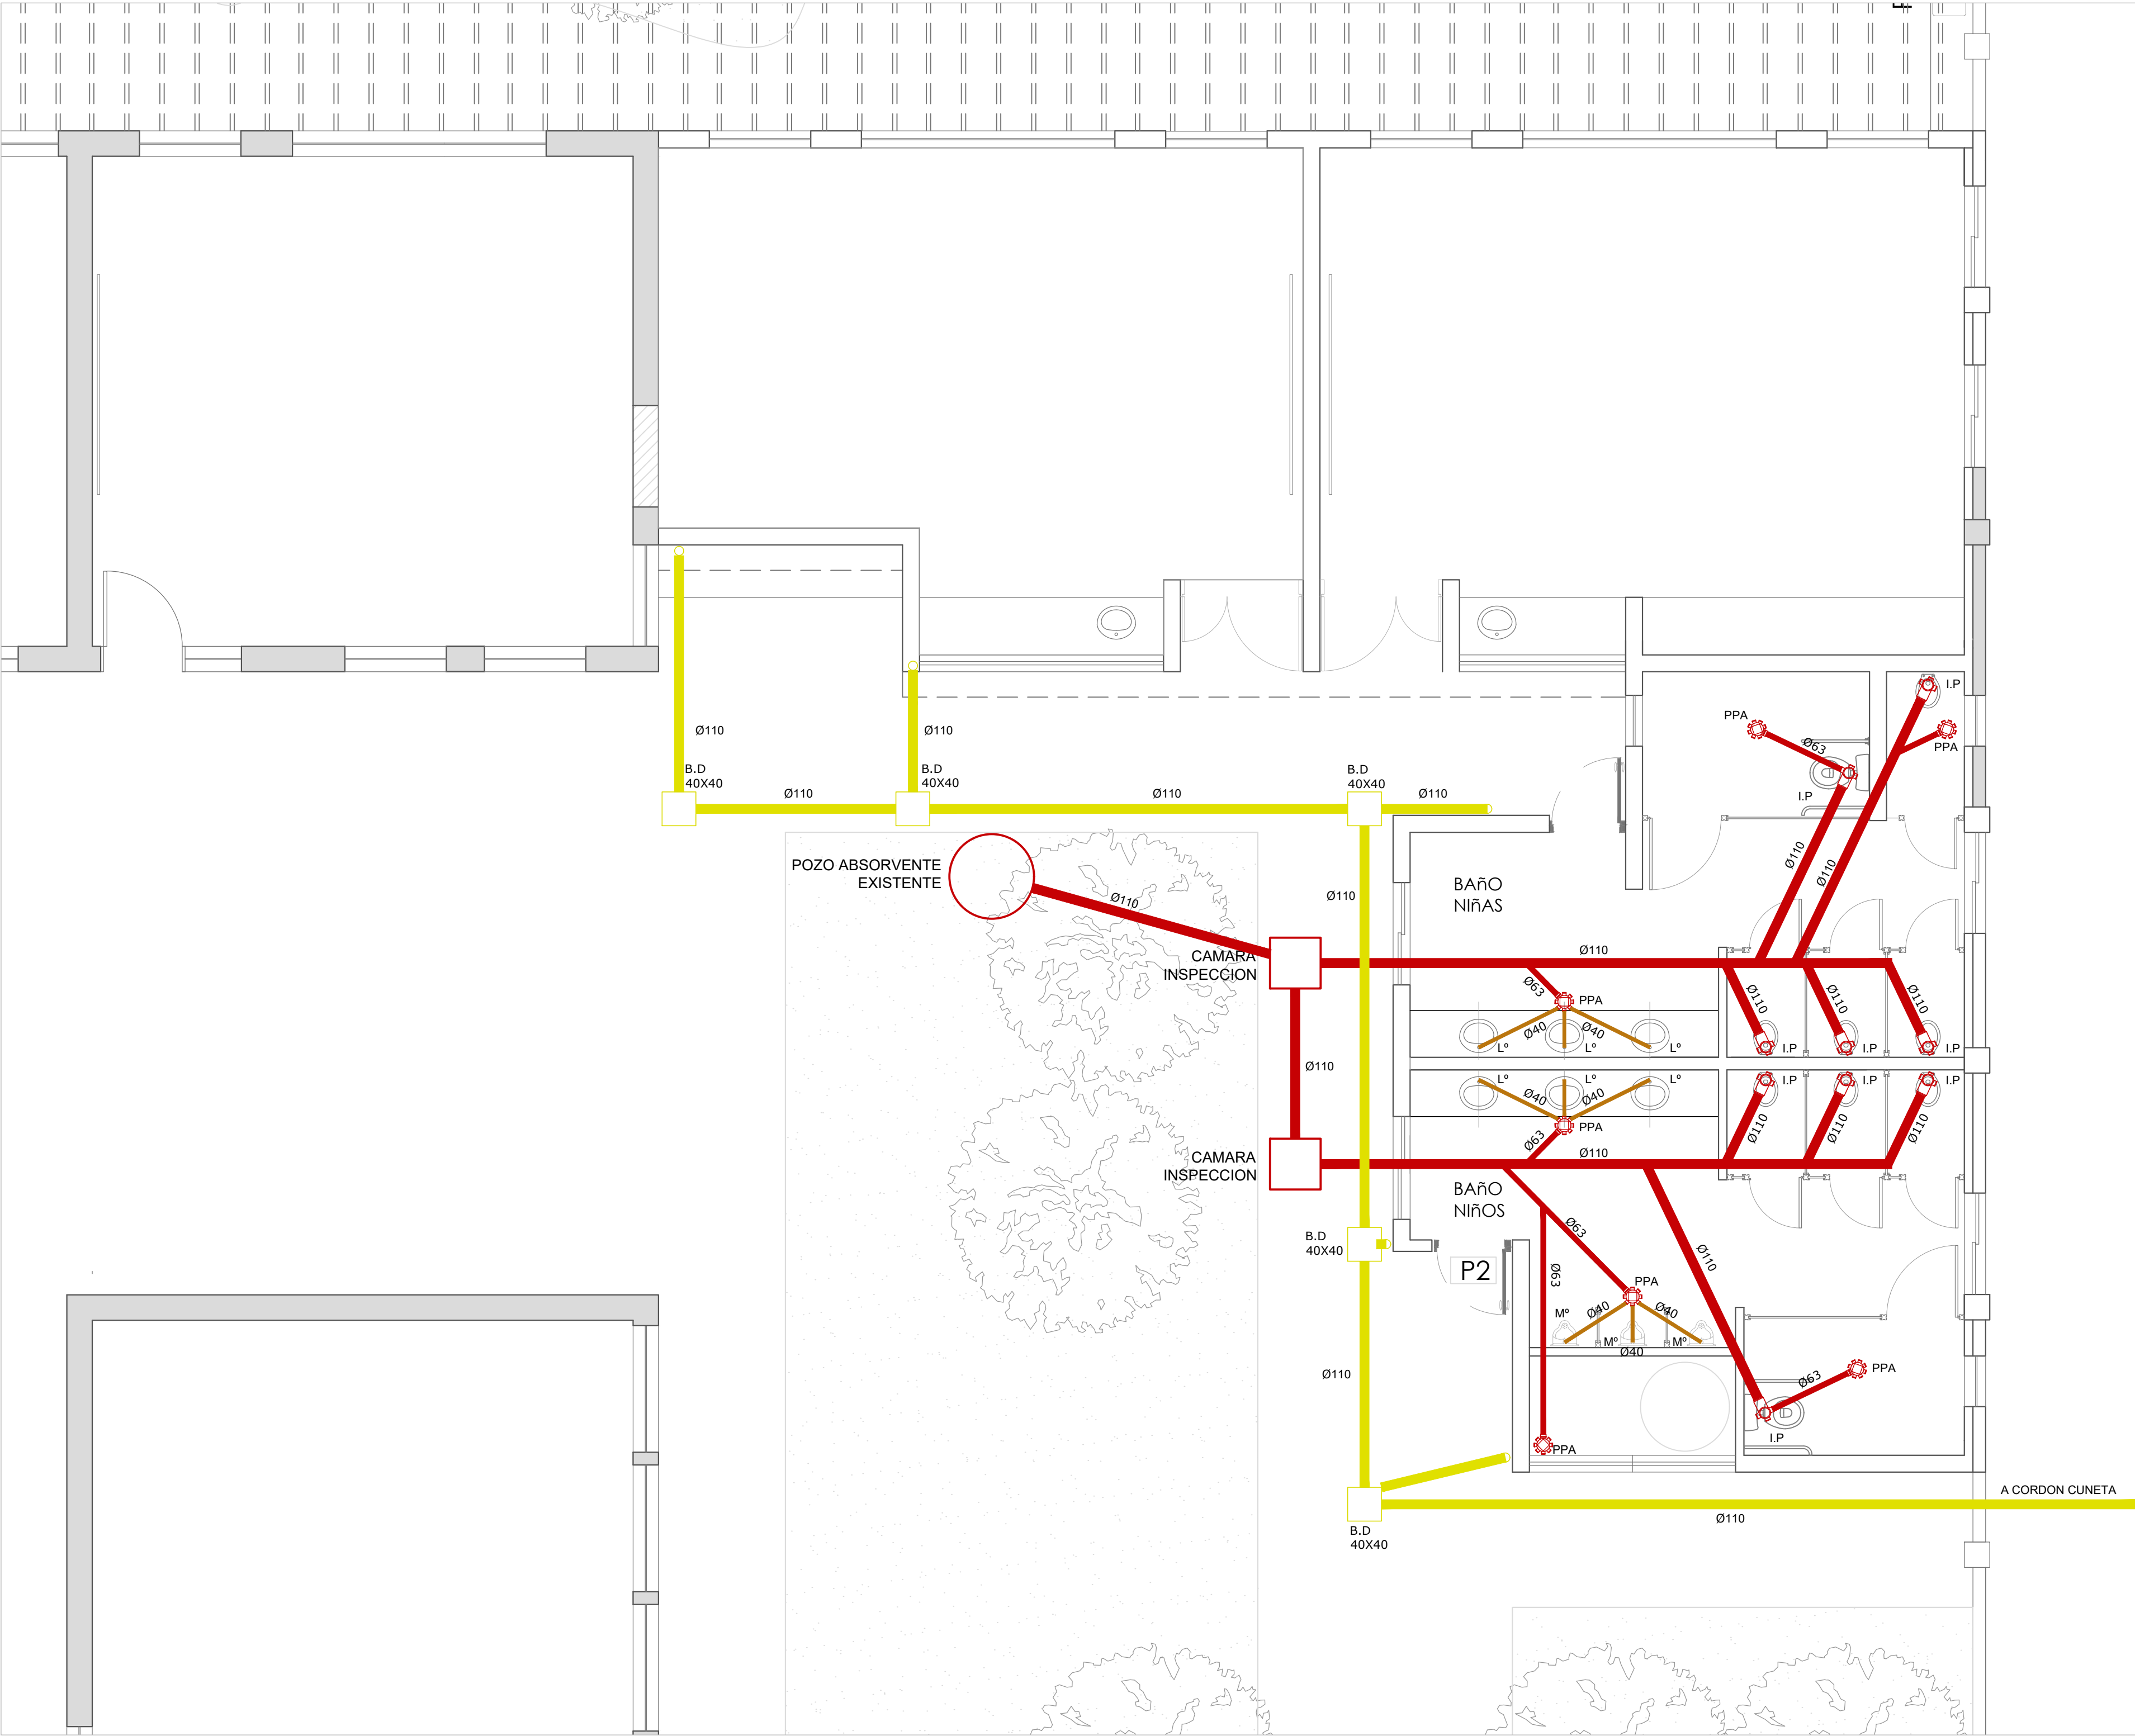 I.P
PPA
PPA
Ø63
Ø110
Ø110
B.D
40X40
B.D
40X40
B.D
40X40
I.P
Ø110
Ø110
Ø110
POZO ABSORVENTE
EXISTENTE
Ø110
Ø110
Ø110
Ø110
BAñO
NIñAS
CAMARA
INSPECCION
Ø110
Ø63
PPA
Ø110
Ø110
Ø110
Ø40
Ø40
Lº
Lº
Lº
I.P
I.P
I.P
Ø110
Lº
Lº
Lº
I.P
I.P
I.P
Ø40
Ø40
PPA
Ø63
Ø110
Ø110
Ø110
CAMARA
INSPECCION
Ø110
BAñO
NIñOS
B.D
40X40
Ø63
Ø110
P2
Ø63
PPA
Mº
Ø40
Ø40
Mº
Mº
Ø40
Ø110
Ø63
PPA
I.P
PPA
A CORDON CUNETA
Ø110
B.D
40X40